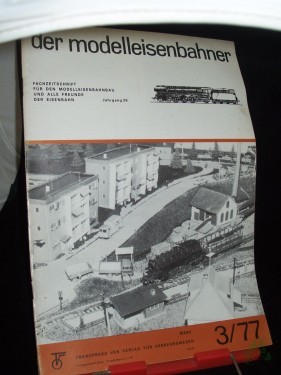 der modelleisenbahner
FACHZEITSCHRIFT
FÜR DEN MODELLEISENBAHNBAU
UND ALLE FREUNDE
DER EISENBAHN Jahrgang 26
MÄRZ
TRANSPRESS VEB VERLAG FÜR VERKEHRSWESEN
3/77